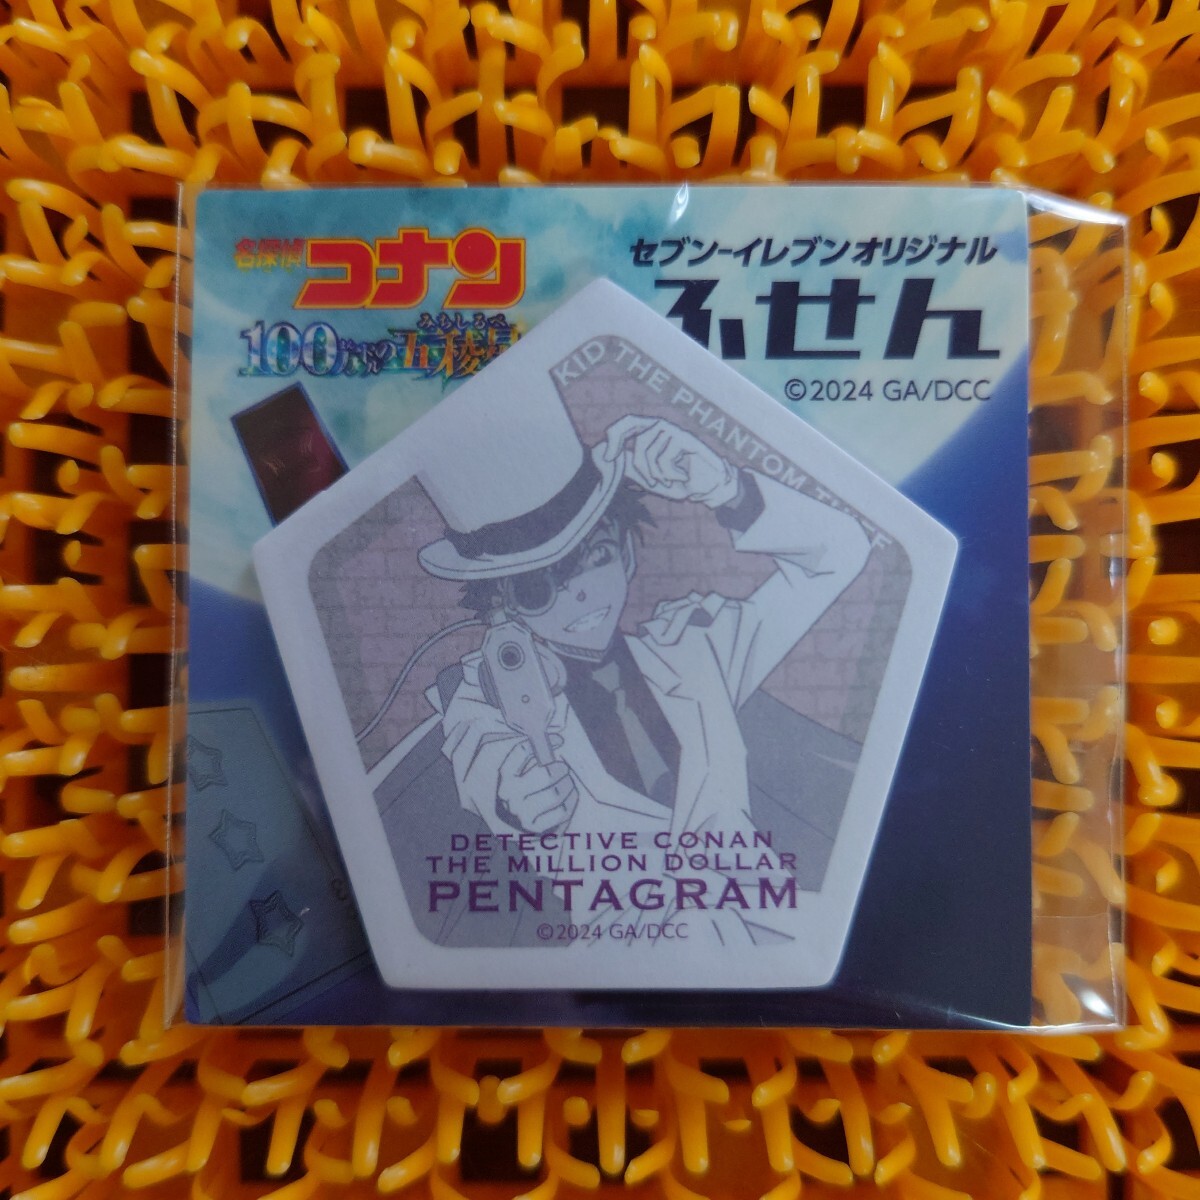 名探偵
コナン
100万ドルの五稜星
みちしるべ
セブン-イレブンオリジナル
ふせん
©2024 GA/DCC
KID THE PHANTOM THIEF
DETECTIVE CONAN
THE MILLION DOLLAR
PENTAGRAM
©2024 GA/DCC